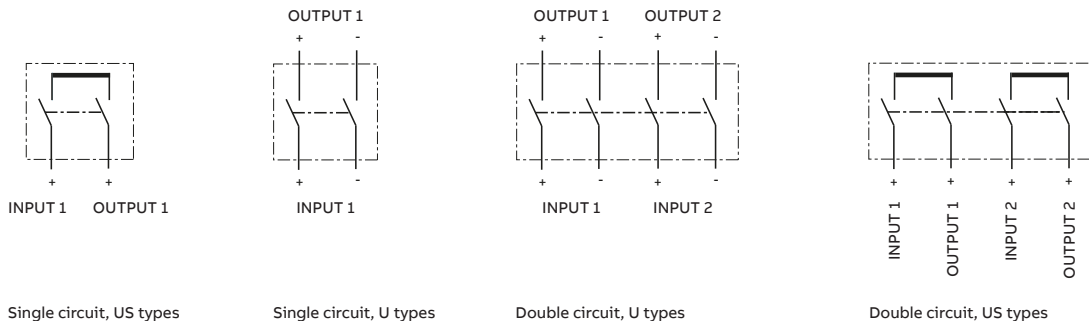 OUTPUT 1
+ -
+ +
INPUT 1 OUTPUT 1
Single circuit, US types
OUTPUT 1
+ -
INPUT 1
Single circuit, U types
OUTPUT 1 OUTPUT 2
+ - + -
+ - + -
INPUT 1 INPUT 2
Double circuit, U types
+ + + +
INPUT 1
OUTPUT 1
INPUT 2
OUTPUT 2
Double circuit, US types